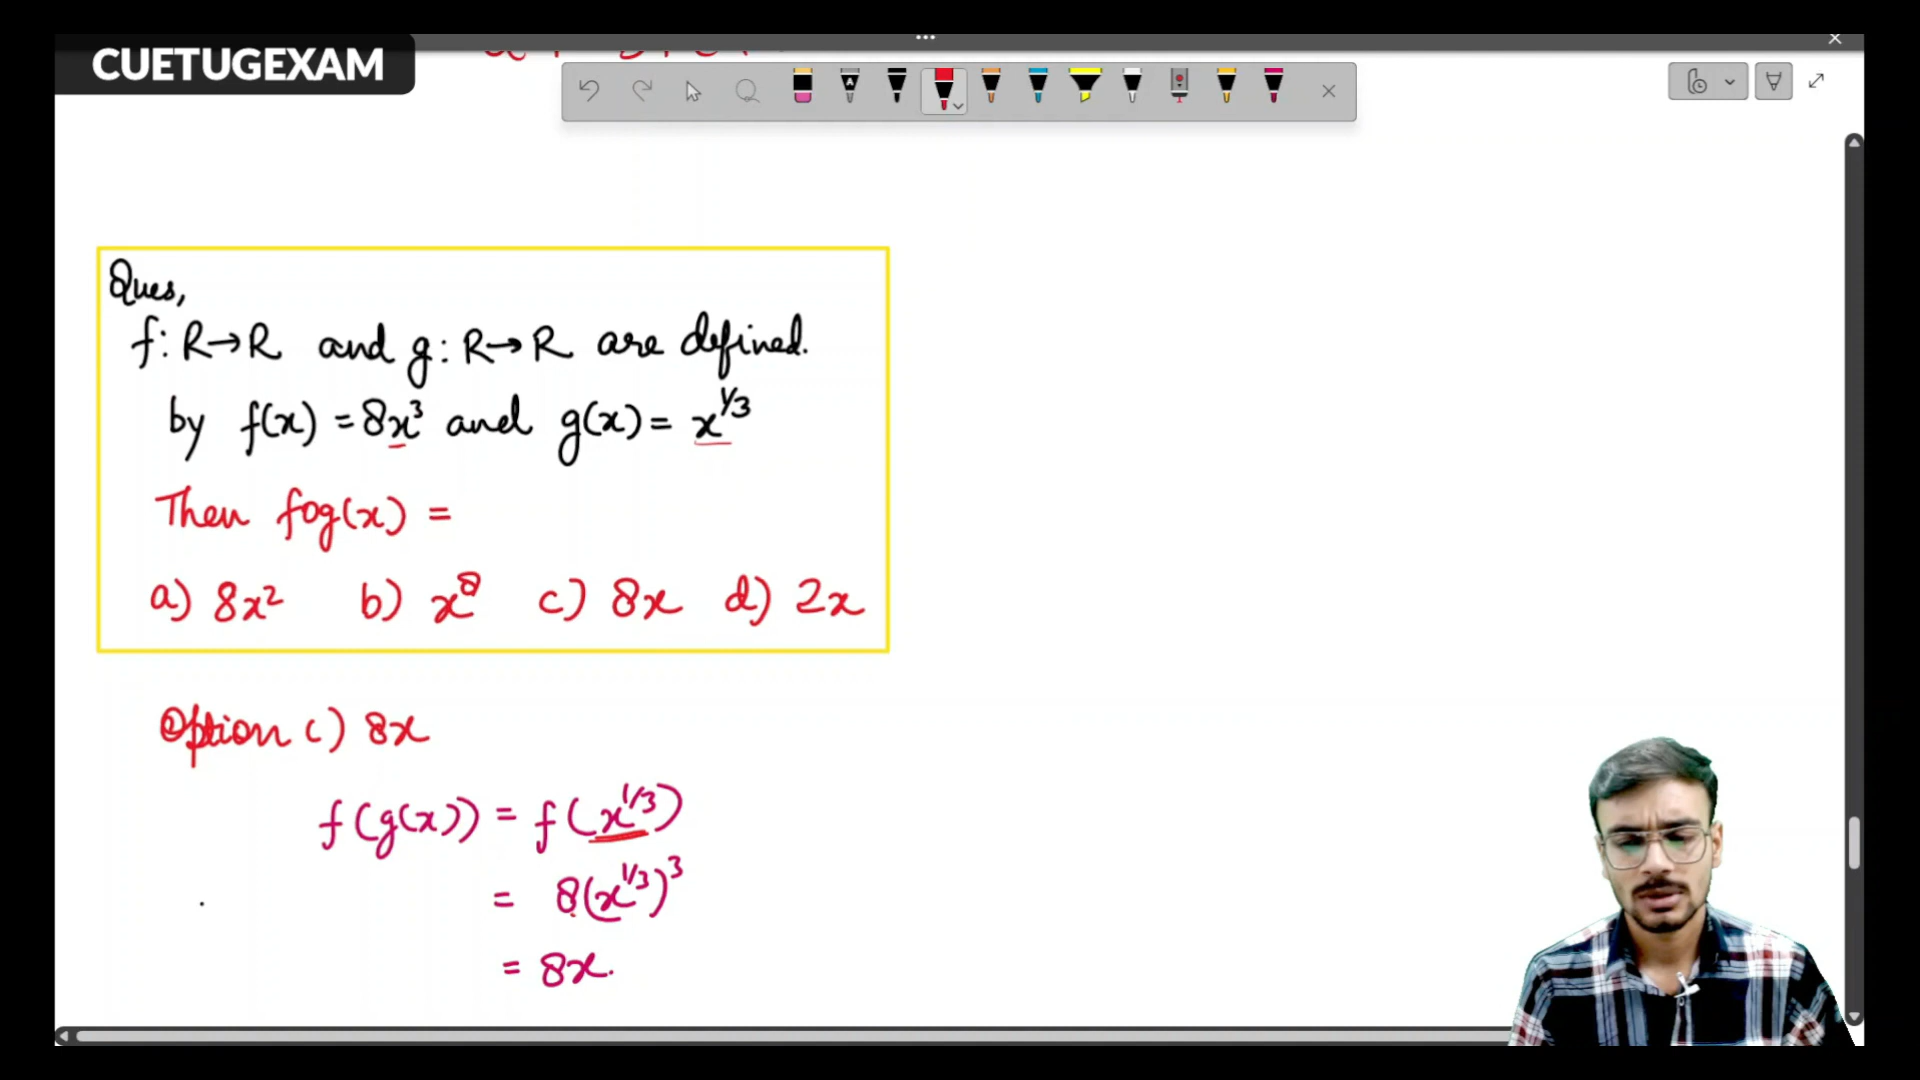 CUETUGEXAM
Ques,
f: R→R and g: R→R are defined.
by f(x) = 8x³ and g(x) = x^1/3
Then fog(x) =
a) 8x² b) x⁸ c) 8x d) 2x
Option c) 8x
f(g(x)) = f(x^1/3)
= 8(x^1/3)³
= 8x.